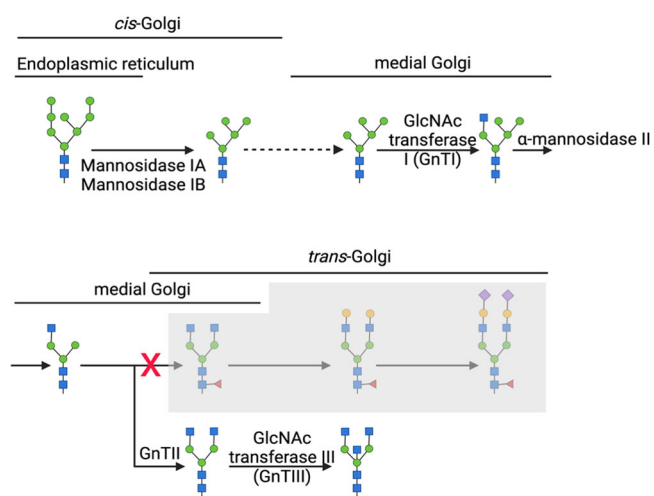 cis-Golgi
Endoplasmic reticulum
medial Golgi
Mannosidase IA
Mannosidase IB
GlcNAc
transferase
I (GnTI)
α-mannosidase II
trans-Golgi
medial Golgi
X
GnTII
GlcNAc
transferase III
(GnTIII)